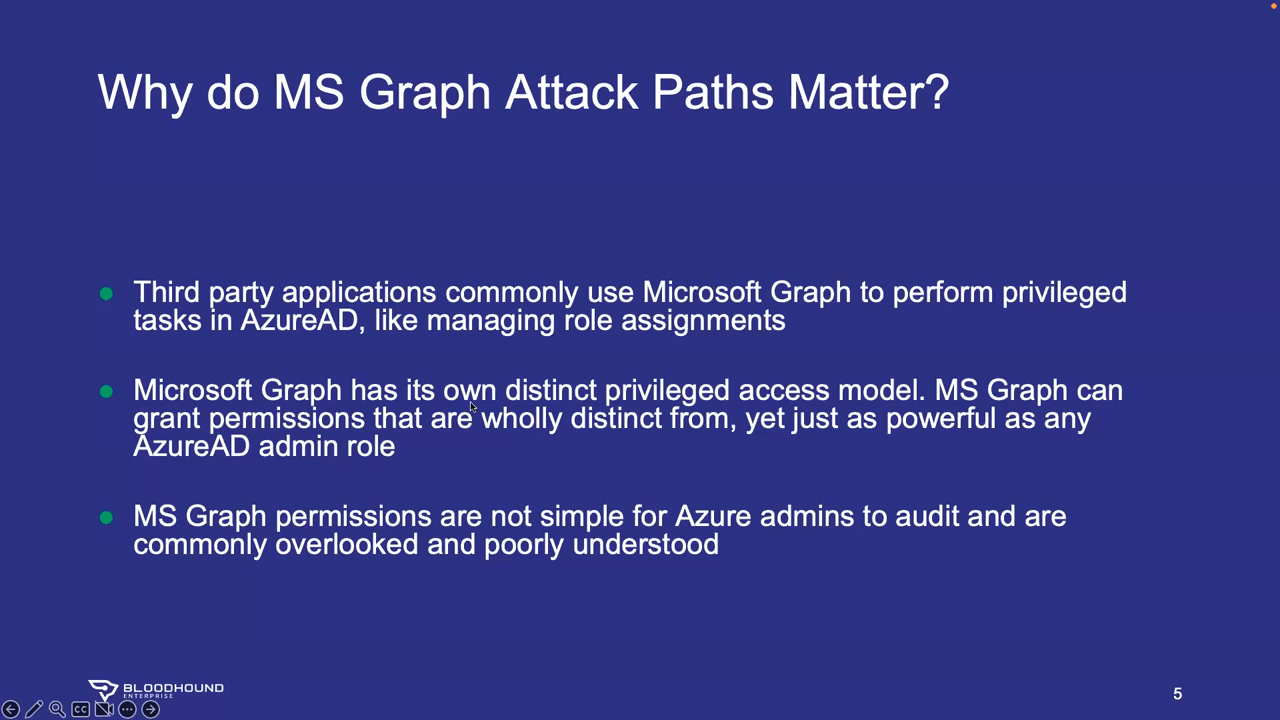 Why do MS Graph Attack Paths Matter?
Third party applications commonly use Microsoft Graph to perform privileged
tasks in AzureAD, like managing role assignments
Microsoft Graph has its own distinct privileged access model. MS Graph can
grant permissions that are wholly distinct from, yet just as powerful as any
AzureAD admin role
MS Graph permissions are not simple for Azure admins to audit and are
commonly overlooked and poorly understood
BLOODHOUND
ENTERPRISE
CC
5